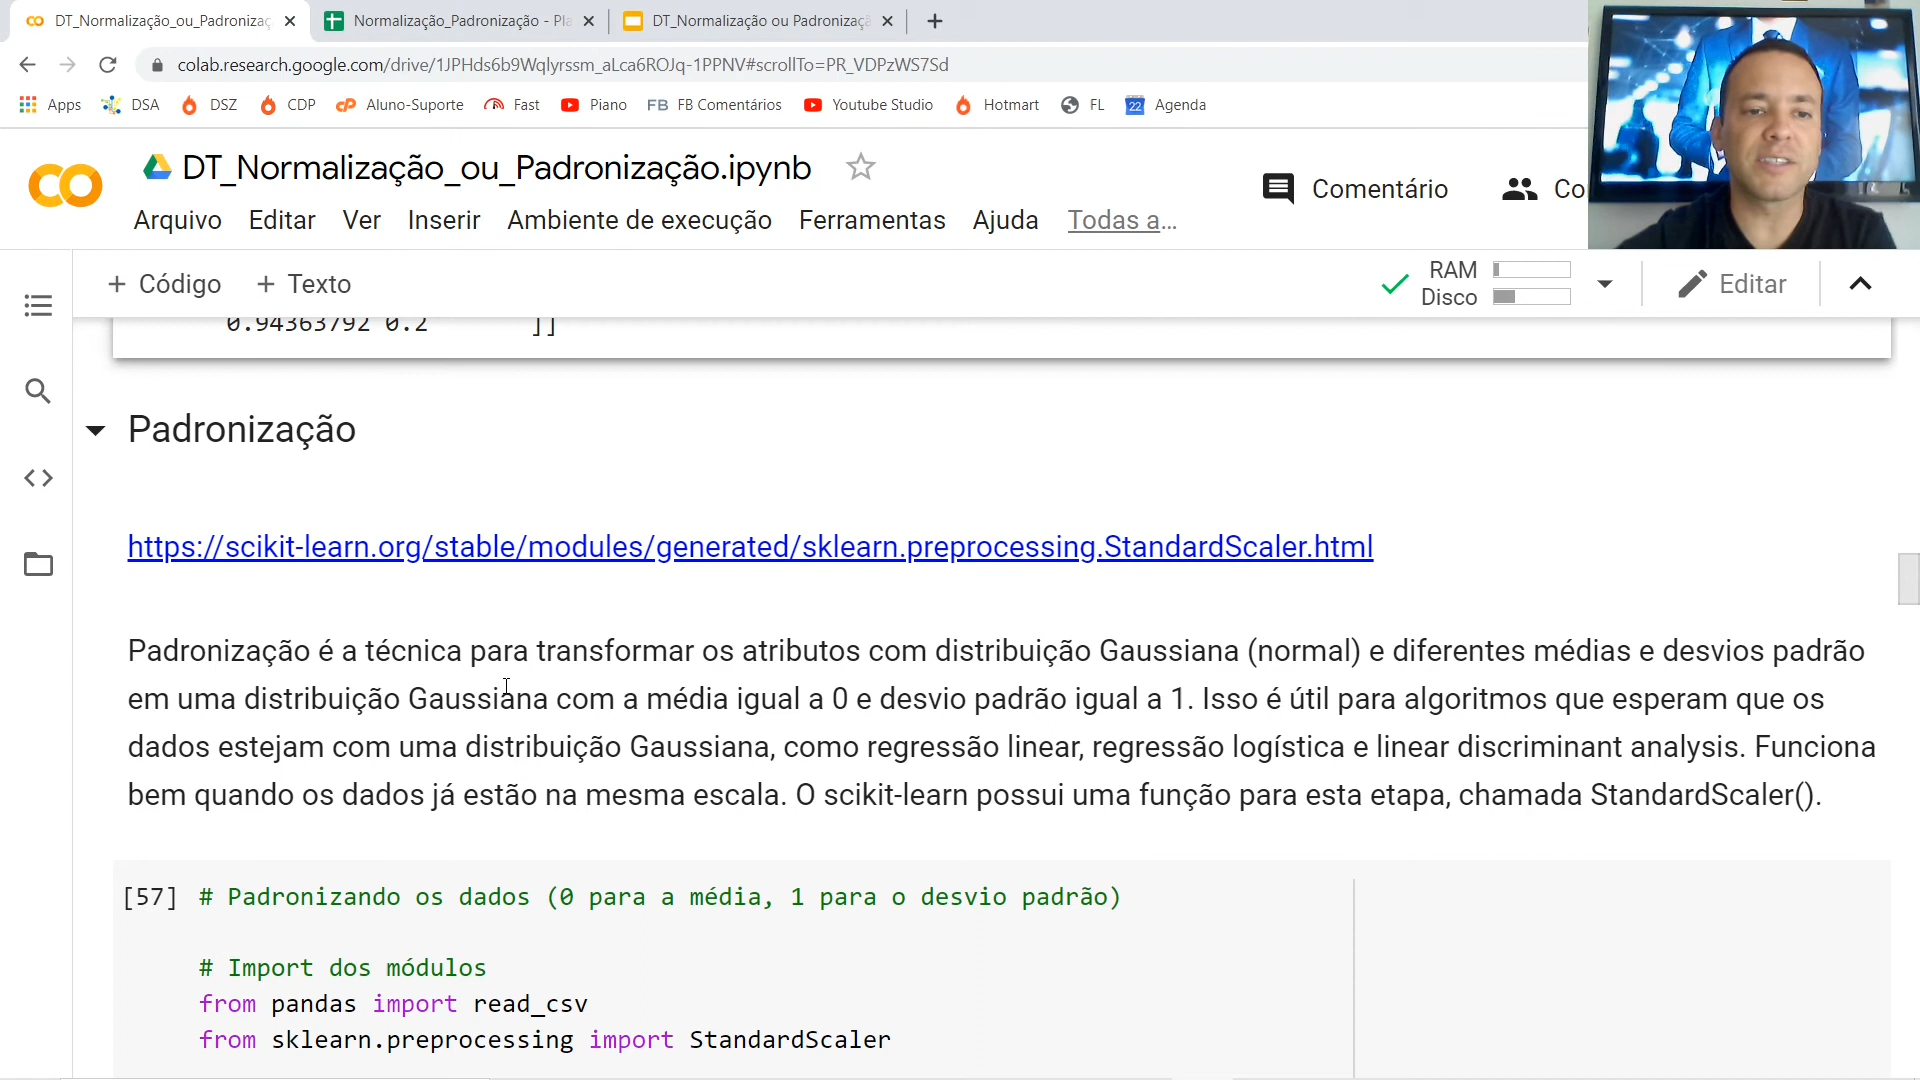 DT_Normalização_ou_Padronizaç
Normalização_Padronização - Pla
DT_Normalização ou Padronizaçã
colab.research.google.com/drive/1JPHds6b9Wqlyrssm_aLca6ROJq-1PPNV#scrollTo=PR_VDPzWS7Sd
Apps DSA DSZ CDP Aluno-Suporte Fast Piano FB FB Comentários Youtube Studio Hotmart FL 22 Agenda
DT_Normalização_ou_Padronização.ipynb
Comentário Co
Arquivo Editar Ver Inserir Ambiente de execução Ferramentas Ajuda Todas a...
+ Código + Texto
RAM
Disco
Editar
0.94363792 0.2 ]]
Padronização
https://scikit-learn.org/stable/modules/generated/sklearn.preprocessing.StandardScaler.html
Padronização é a técnica para transformar os atributos com distribuição Gaussiana (normal) e diferentes médias e desvios padrão
em uma distribuição Gaussiana com a média igual a 0 e desvio padrão igual a 1. Isso é útil para algoritmos que esperam que os
dados estejam com uma distribuição Gaussiana, como regressão linear, regressão logística e linear discriminant analysis. Funciona
bem quando os dados já estão na mesma escala. O scikit-learn possui uma função para esta etapa, chamada StandardScaler().
[57] # Padronizando os dados (0 para a média, 1 para o desvio padrão)
# Import dos módulos
from pandas import read_csv
from sklearn.preprocessing import StandardScaler